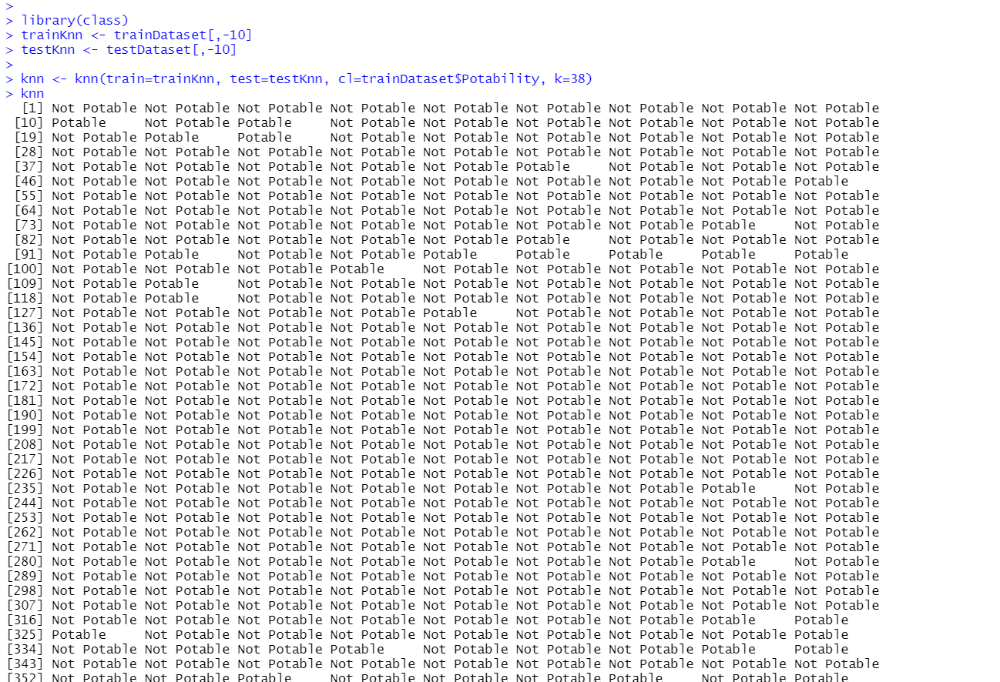 >
> library(class)
> trainKnn <- trainDataset[,-10]
> testKnn <- testDataset[,-10]
>
> knn <- knn(train=trainKnn, test=testKnn, cl=trainDataset$Potability, k=38)
> knn
  [1] Not Potable Not Potable Not Potable Not Potable Not Potable Not Potable Not Potable Not Potable Not Potable
 [10] Potable     Not Potable Potable     Not Potable Not Potable Not Potable Not Potable Not Potable Not Potable
 [19] Not Potable Potable     Potable     Not Potable Not Potable Not Potable Not Potable Not Potable Not Potable
 [28] Not Potable Not Potable Not Potable Not Potable Not Potable Not Potable Not Potable Not Potable Not Potable
 [37] Not Potable Not Potable Not Potable Not Potable Not Potable Potable     Not Potable Not Potable Not Potable
 [46] Not Potable Not Potable Not Potable Not Potable Not Potable Not Potable Not Potable Not Potable Potable
 [55] Not Potable Not Potable Not Potable Not Potable Not Potable Not Potable Not Potable Not Potable Not Potable
 [64] Not Potable Not Potable Not Potable Not Potable Not Potable Not Potable Not Potable Not Potable Not Potable
 [73] Not Potable Not Potable Not Potable Not Potable Not Potable Not Potable Not Potable Potable     Not Potable
 [82] Not Potable Not Potable Not Potable Not Potable Not Potable Potable     Not Potable Not Potable Not Potable
 [91] Not Potable Potable     Not Potable Not Potable Potable     Potable     Potable     Potable     Potable
[100] Not Potable Not Potable Not Potable Potable     Not Potable Not Potable Not Potable Not Potable Not Potable
[109] Not Potable Potable     Not Potable Not Potable Not Potable Not Potable Not Potable Not Potable Not Potable
[118] Not Potable Potable     Not Potable Not Potable Not Potable Not Potable Not Potable Not Potable Not Potable
[127] Not Potable Not Potable Not Potable Not Potable Potable     Not Potable Not Potable Not Potable Not Potable
[136] Not Potable Not Potable Not Potable Not Potable Not Potable Not Potable Not Potable Not Potable Not Potable
[145] Not Potable Not Potable Not Potable Not Potable Not Potable Not Potable Not Potable Not Potable Not Potable
[154] Not Potable Not Potable Not Potable Not Potable Not Potable Not Potable Not Potable Not Potable Not Potable
[163] Not Potable Not Potable Not Potable Not Potable Not Potable Not Potable Not Potable Not Potable Not Potable
[172] Not Potable Not Potable Not Potable Not Potable Not Potable Not Potable Not Potable Not Potable Not Potable
[181] Not Potable Not Potable Not Potable Not Potable Not Potable Not Potable Not Potable Not Potable Not Potable
[190] Not Potable Not Potable Not Potable Not Potable Not Potable Not Potable Not Potable Not Potable Not Potable
[199] Not Potable Not Potable Not Potable Not Potable Not Potable Not Potable Not Potable Not Potable Not Potable
[208] Not Potable Not Potable Not Potable Not Potable Not Potable Not Potable Not Potable Not Potable Not Potable
[217] Not Potable Not Potable Not Potable Not Potable Not Potable Not Potable Not Potable Not Potable Not Potable
[226] Not Potable Not Potable Not Potable Not Potable Not Potable Not Potable Not Potable Not Potable Not Potable
[235] Not Potable Not Potable Not Potable Not Potable Not Potable Not Potable Not Potable Potable     Not Potable
[244] Not Potable Not Potable Not Potable Not Potable Not Potable Not Potable Not Potable Not Potable Not Potable
[253] Not Potable Not Potable Not Potable Not Potable Not Potable Not Potable Not Potable Not Potable Not Potable
[262] Not Potable Not Potable Not Potable Not Potable Not Potable Not Potable Not Potable Not Potable Not Potable
[271] Not Potable Not Potable Not Potable Not Potable Not Potable Not Potable Not Potable Not Potable Not Potable
[280] Not Potable Not Potable Not Potable Not Potable Not Potable Not Potable Not Potable Potable     Not Potable
[289] Not Potable Not Potable Not Potable Not Potable Not Potable Not Potable Not Potable Not Potable Not Potable
[298] Not Potable Not Potable Not Potable Not Potable Not Potable Not Potable Not Potable Not Potable Not Potable
[307] Not Potable Not Potable Not Potable Not Potable Not Potable Not Potable Not Potable Not Potable Not Potable
[316] Not Potable Not Potable Not Potable Not Potable Not Potable Not Potable Not Potable Potable     Potable
[325] Potable     Not Potable Not Potable Not Potable Not Potable Not Potable Not Potable Not Potable Potable
[334] Not Potable Not Potable Not Potable Potable     Not Potable Not Potable Not Potable Potable     Potable
[343] Not Potable Not Potable Not Potable Not Potable Not Potable Not Potable Not Potable Not Potable Not Potable
[352] Not Potable Not Potable Potable     Not Potable Not Potable Not Potable Potable     Not Potable Potable